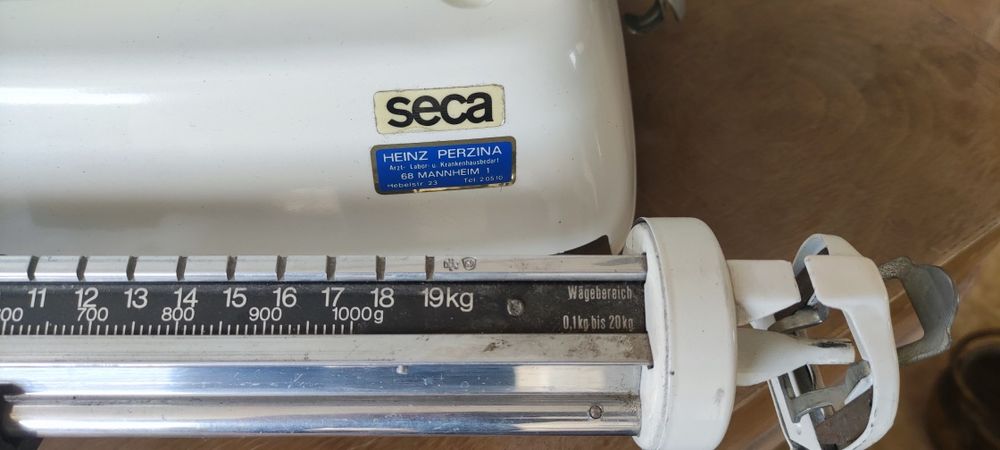 seca
HEINZ PERZINA
Arzt- Labor- u. Krankenhausbedarf
68 MANNHEIM 1
Hebelstr. 23 Tel. 20510
11 12 13 14 15 16 17 18 19kg
700 800 900 1000g
Wägebereich
0,1kg bis 20kg